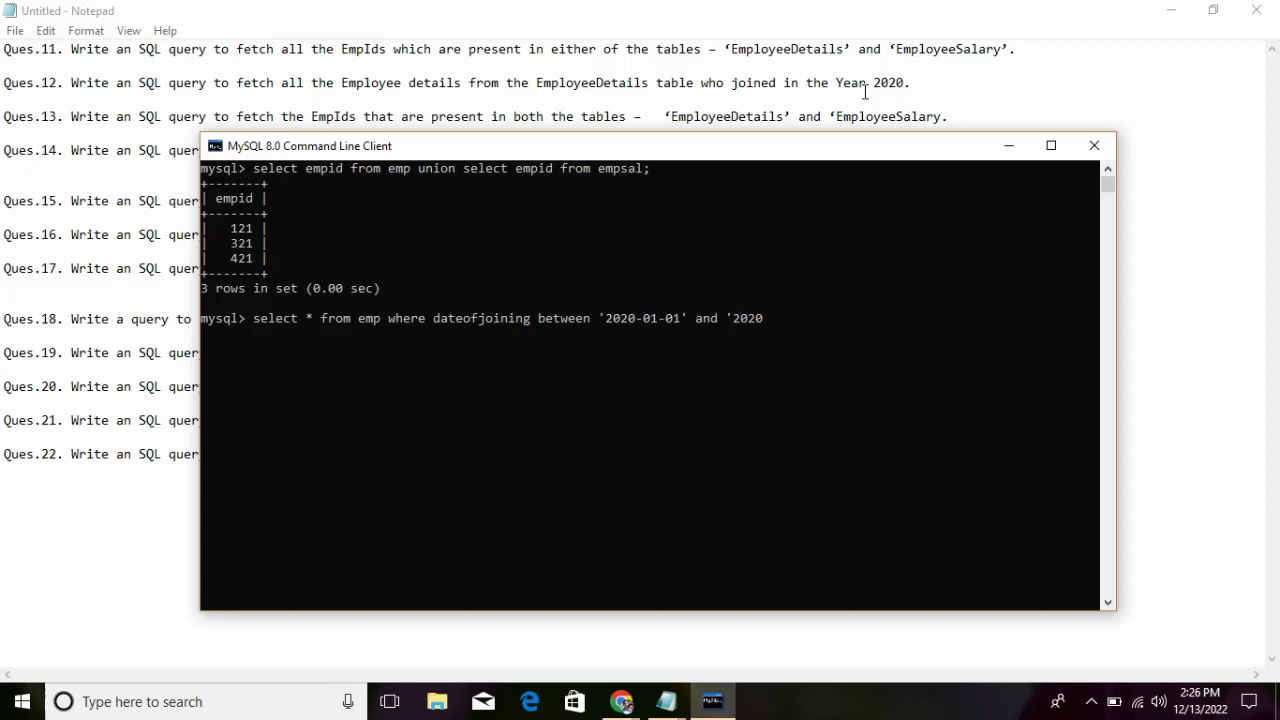 Untitled - Notepad
File Edit Format View Help
Ques.11. Write an SQL query to fetch all the EmpIds which are present in either of the tables – ‘EmployeeDetails’ and ‘EmployeeSalary’.
Ques.12. Write an SQL query to fetch all the Employee details from the EmployeeDetails table who joined in the Year 2020.
Ques.13. Write an SQL query to fetch the EmpIds that are present in both the tables –   ‘EmployeeDetails’ and ‘EmployeeSalary.
Ques.14. Write an SQL quer
Ques.15. Write an SQL quer
Ques.16. Write an SQL quer
Ques.17. Write an SQL quer
Ques.18. Write a query to
Ques.19. Write an SQL quer
Ques.20. Write an SQL quer
Ques.21. Write an SQL query
Ques.22. Write an SQL query
MySQL 8.0 Command Line Client
mysql> select empid from emp union select empid from empsal;
+-------+
| empid |
+-------+
|   121 |
|   321 |
|   421 |
+-------+
3 rows in set (0.00 sec)
mysql> select * from emp where dateofjoining between '2020-01-01' and '2020
Type here to search
2:26 PM
12/13/2022